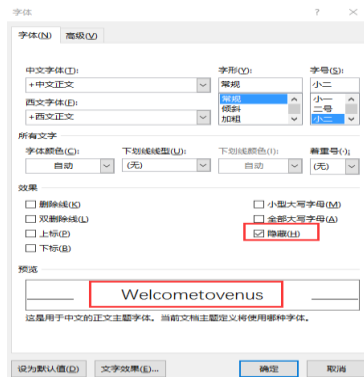 字体 ? ×
字体(N) 高级(V)
中文字体(T): 字形(Y): 字号(S):
+中文正文 常规 小二
常规 小一
西文字体(F): 倾斜 二号
+西文正文 加粗 小二
所有文字
字体颜色(C): 下划线线型(U): 下划线颜色(I): 着重号(·):
自动 (无) 自动 (无)
效果
删除线(K) 小型大写字母(M)
双删除线(L) 全部大写字母(A)
上标(P) 隐藏(H)
下标(B)
预览
Welcometovenus
这是用于中文的正文主题字体。当前文档主题定义将使用哪种字体。
设为默认值(D) 文字效果(E)... 确定 取消